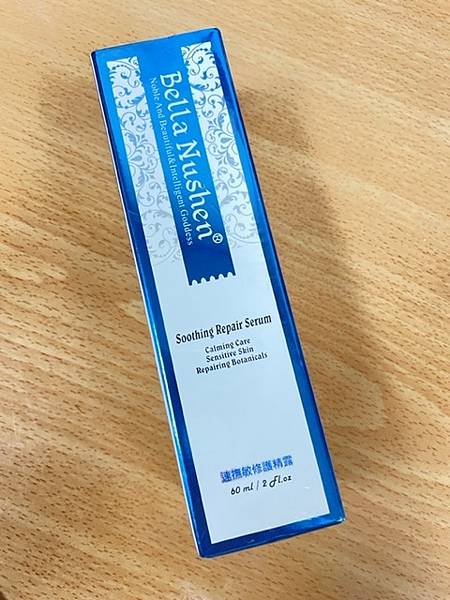 Bella Nushen®
Noble And Beautiful&Intelligent Goddess
Soothing Repair Serum
Calming Care
Sensitive Skin
Repairing Botanicals
速撫敏修護精露
60 ml / 2 Fl.oz